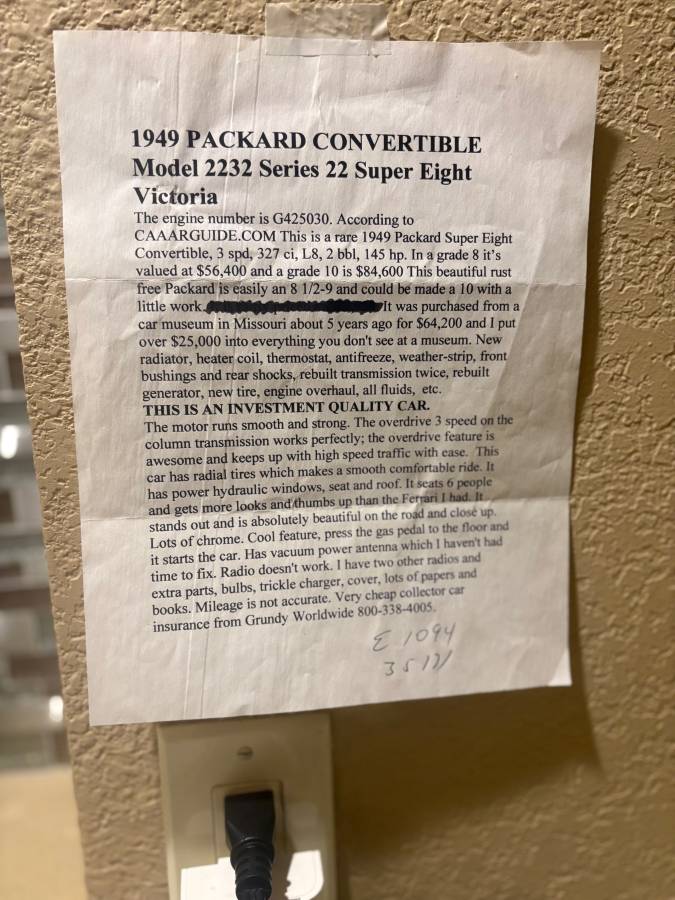 1949 PACKARD CONVERTIBLE
Model 2232 Series 22 Super Eight
Victoria
The engine number is G425030. According to
CAAARGUIDE.COM This is a rare 1949 Packard Super Eight
Convertible, 3 spd, 327 ci, L8, 2 bbl, 145 hp. In a grade 8 it's
valued at $56,400 and a grade 10 is $84,600 This beautiful rust
free Packard is easily an 8 1/2-9 and could be made a 10 with a
little work. It was purchased from a
car museum in Missouri about 5 years ago for $64,200 and I put
over $25,000 into everything you don't see at a museum. New
radiator, heater coil, thermostat, antifreeze, weather-strip, front
bushings and rear shocks, rebuilt transmission twice, rebuilt
generator, new tire, engine overhaul, all fluids, etc.
THIS IS AN INVESTMENT QUALITY CAR.
The motor runs smooth and strong. The overdrive 3 speed on the
column transmission works perfectly; the overdrive feature is
awesome and keeps up with high speed traffic with ease. This
car has radial tires which makes a smooth comfortable ride. It
has power hydraulic windows, seat and roof. It seats 6 people
and gets more looks and thumbs up than the Ferrari I had. It
stands out and is absolutely beautiful on the road and close up.
Lots of chrome. Cool feature, press the gas pedal to the floor and
it starts the car. Has vacuum power antenna which I haven't had
time to fix. Radio doesn't work. I have two other radios and
extra parts, bulbs, trickle charger, cover, lots of papers and
books. Mileage is not accurate. Very cheap collector car
insurance from Grundy Worldwide 800-338-4005.
1094